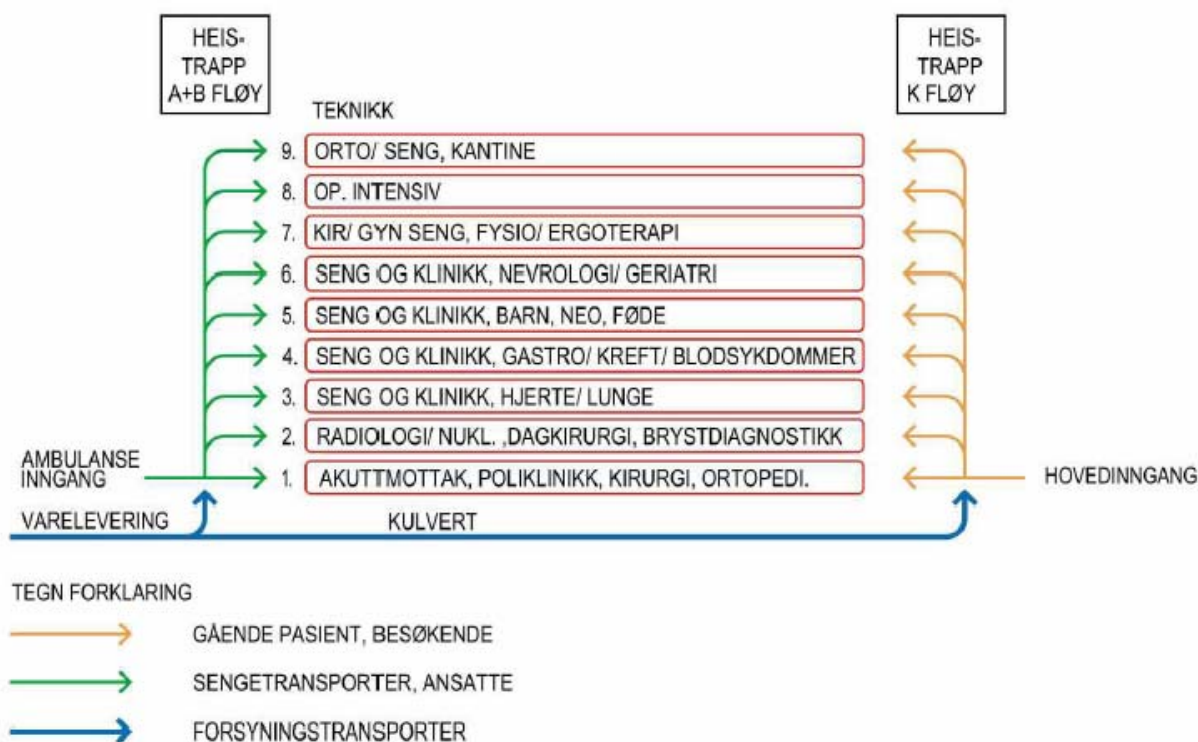 HEIS-
TRAPP
A+B FLØY
HEIS-
TRAPP
K FLØY
TEKNIKK
9. ORTO/ SENG, KANTINE
8. OP. INTENSIV
7. KIR/ GYN SENG, FYSIO/ ERGOTERAPI
6. SENG OG KLINIKK, NEVROLOGI/ GERIATRI
5. SENG OG KLINIKK, BARN, NEO, FØDE
4. SENG OG KLINIKK, GASTRO/ KREFT/ BLODSYKDOMMER
3. SENG OG KLINIKK, HJERTE/ LUNGE
2. RADIOLOGI/ NUKL. ,DAGKIRURGI, BRYSTDIAGNOSTIKK
AMBULANSE
INNGANG
1. AKUTTMOTTAK, POLIKLINIKK, KIRURGI, ORTOPEDI.
HOVEDINNGANG
VARELEVERING
KULVERT
TEGN FORKLARING
GÅENDE PASIENT, BESØKENDE
SENGETRANSPORTER, ANSATTE
FORSYNINGSTRANSPORTER